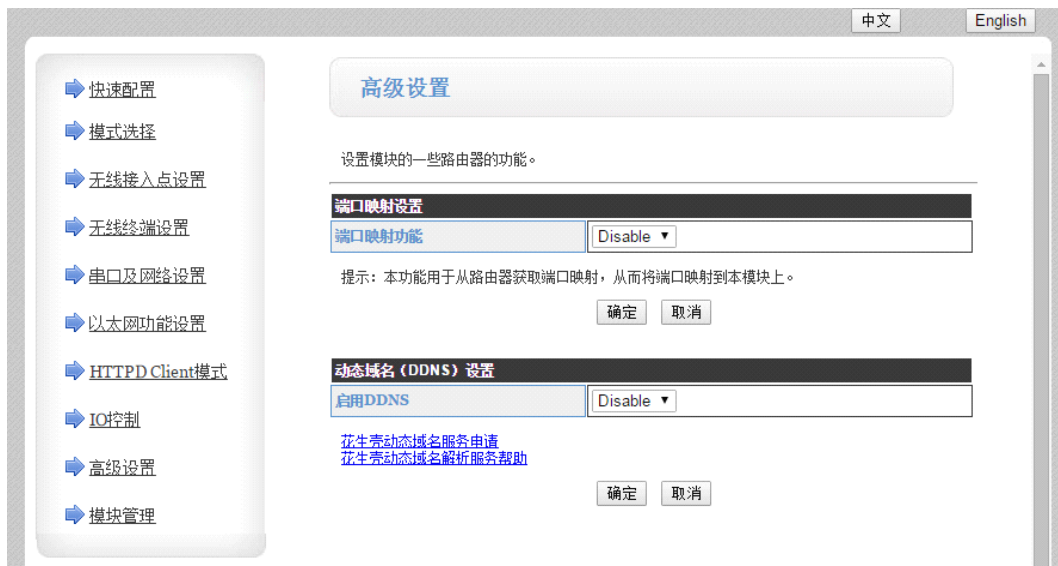 中文 English
快速配置
模式选择
无线接入点设置
无线终端设置
串口及网络设置
以太网功能设置
HTTPD Client模式
IO控制
高级设置
模块管理
高级设置
设置模块的一些路由器的功能。
端口映射设置
端口映射功能 Disable
提示：本功能用于从路由器获取端口映射，从而将端口映射到本模块上。
确定 取消
动态域名（DDNS）设置
启用DDNS Disable
花生壳动态域名服务申请
花生壳动态域名解析服务帮助
确定 取消